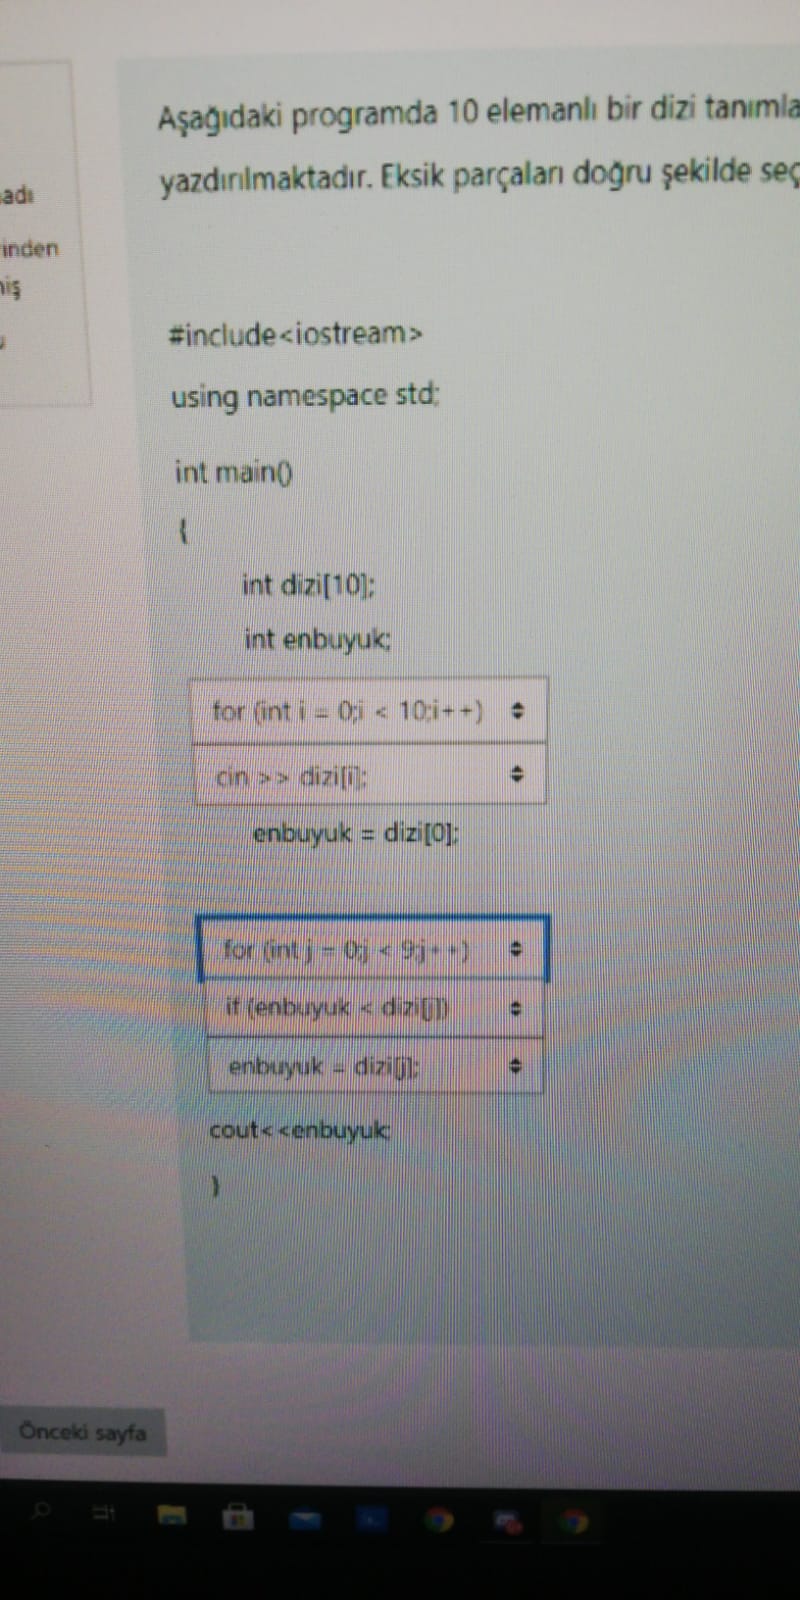 adı
inden
iş
Aşağıdaki programda 10 elemanlı bir dizi tanımla
yazdırılmaktadır. Eksik parçaları doğru şekilde seç
#include<iostream>
using namespace std;
int main()
{
int dizi[10];
int enbuyuk;
for (int i = 0;i < 10;i++)
cin >> dizi[i];
enbuyuk = dizi[0];
for (int j = 0;j < 9;j++)
if (enbuyuk < dizi[j])
enbuyuk = dizi[j];
cout<<enbuyuk;
}
Önceki sayfa